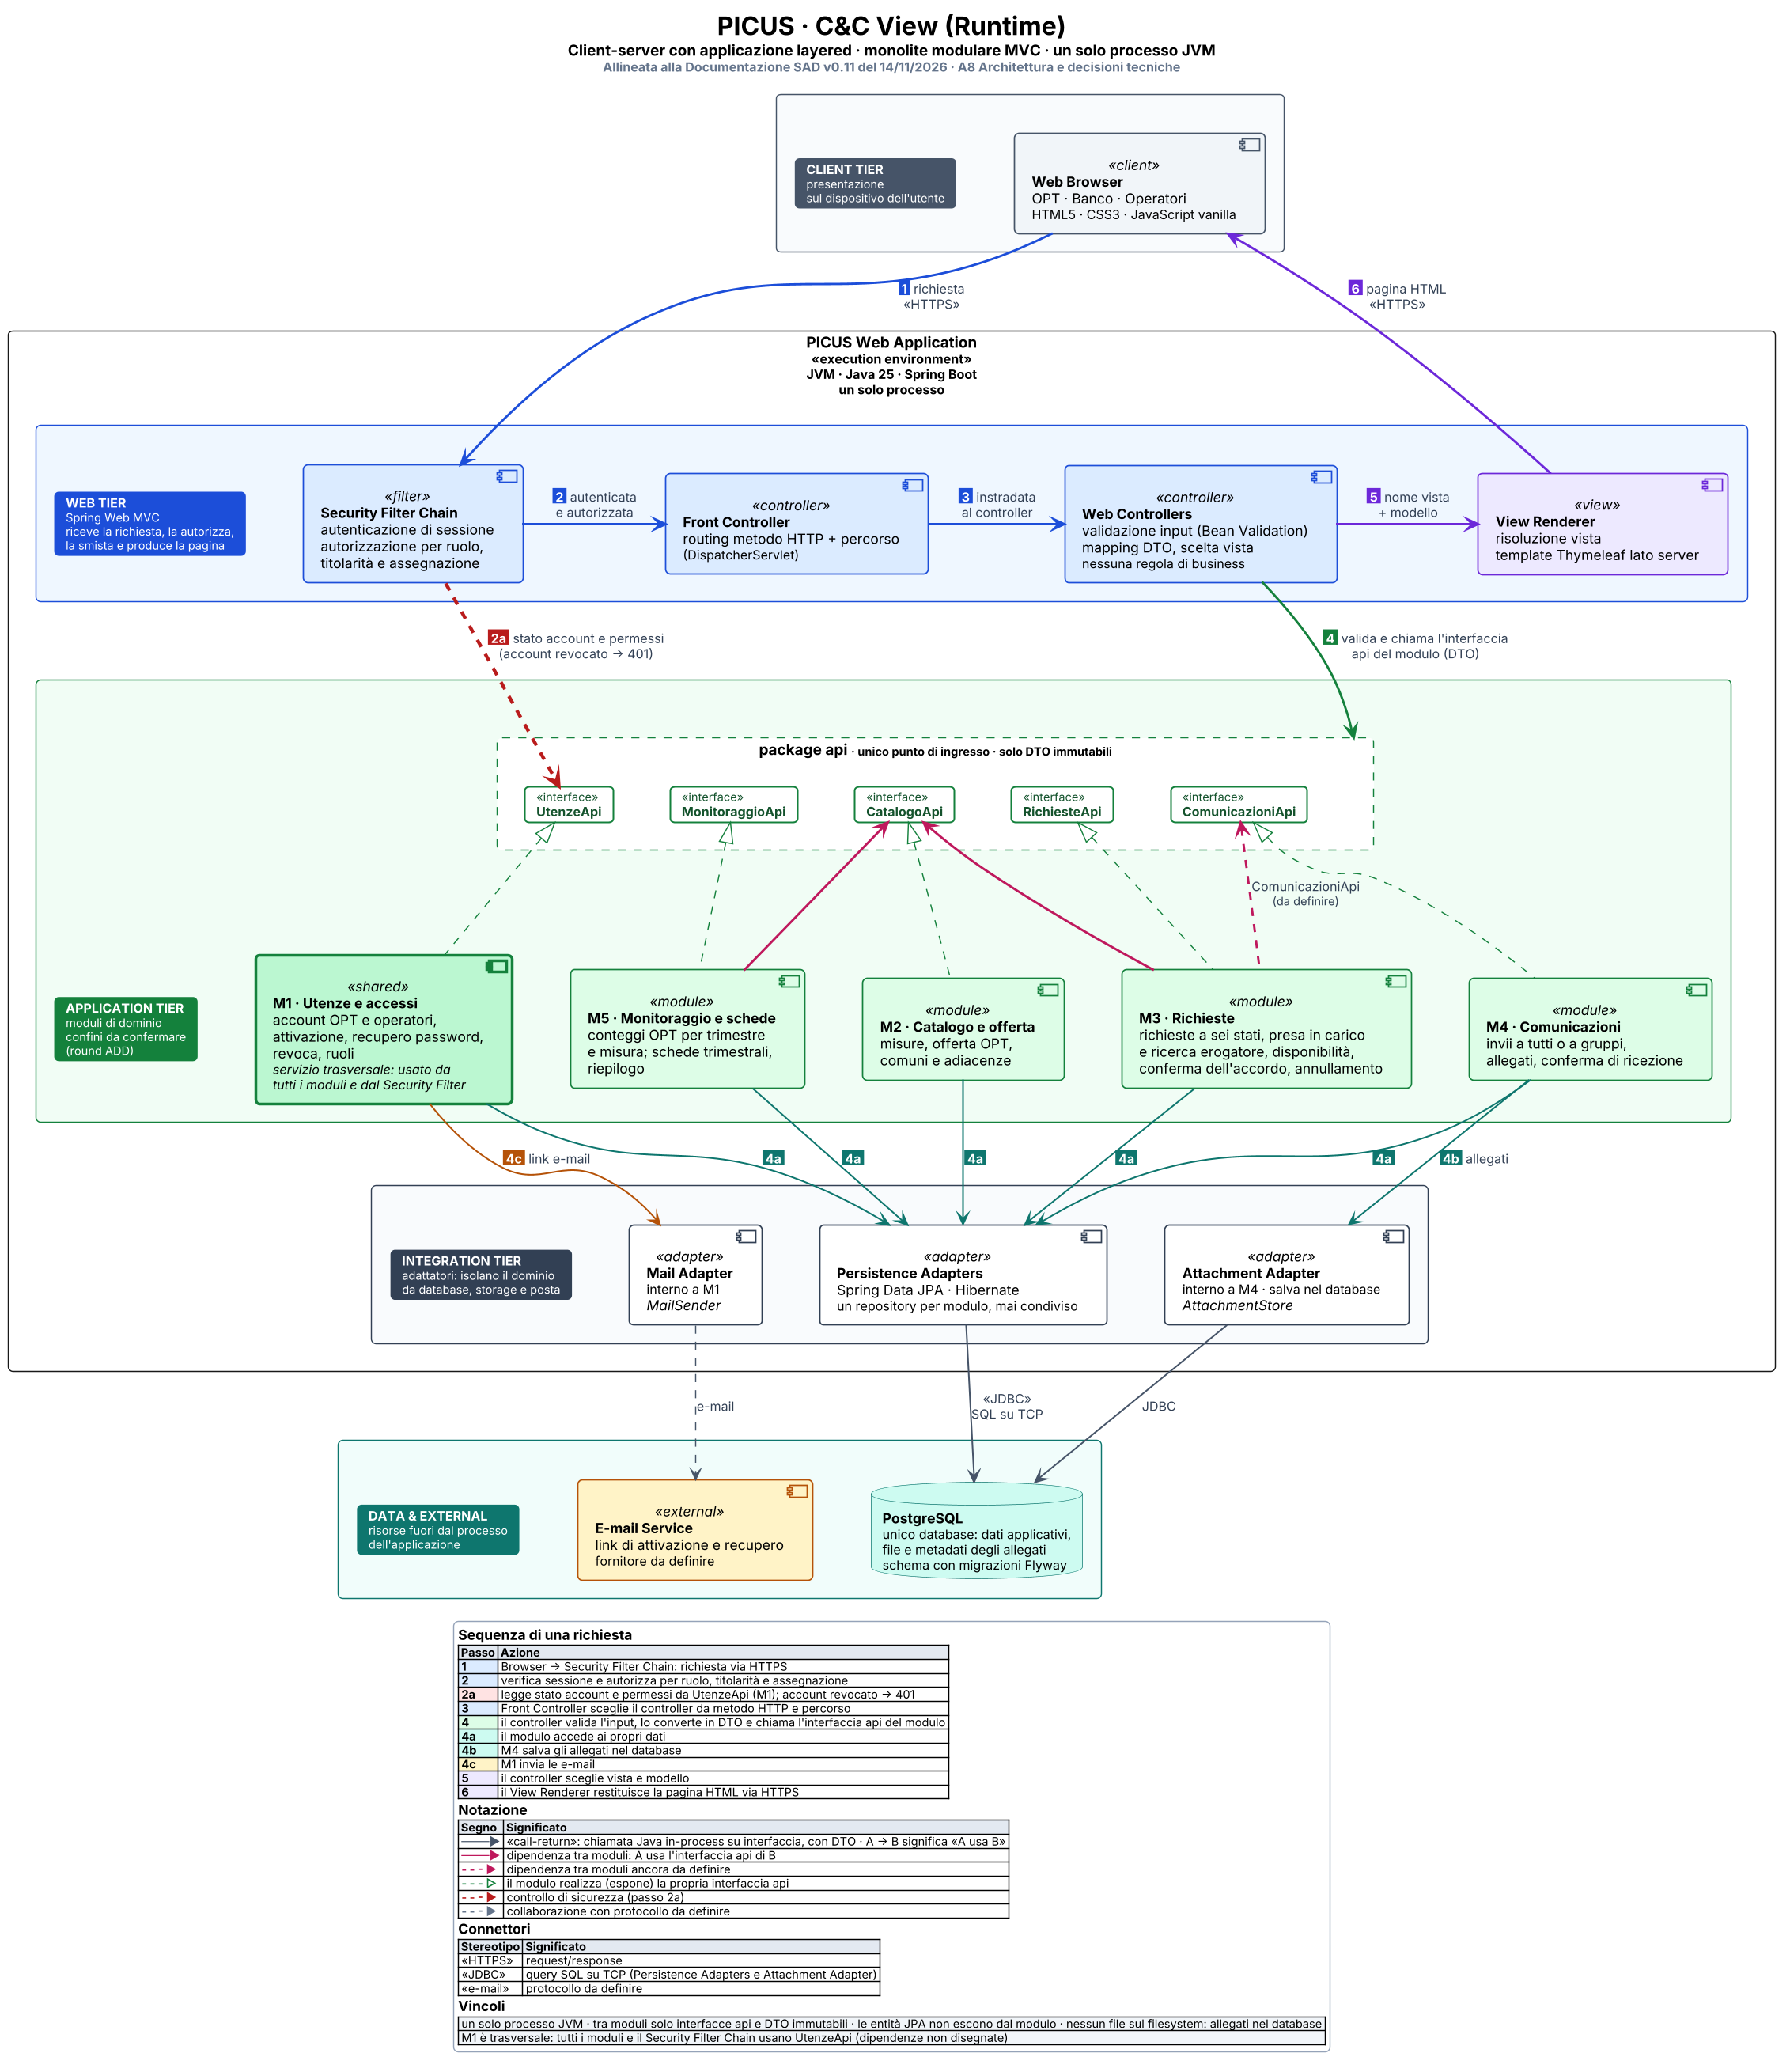 PICUS · C&C View (Runtime)
Client-server con applicazione layered · monolite modulare MVC · un solo processo JVM
Allineata alla Documentazione SAD v0.11 del 14/11/2026 · A8 Architettura e decisioni tecniche
CLIENT TIER
presentazione
sul dispositivo dell'utente
«client»
Web Browser
OPT · Banco · Operatori
HTML5 · CSS3 · JavaScript vanilla
1 richiesta
«HTTPS»
6 pagina HTML
«HTTPS»
PICUS Web Application
«execution environment»
JVM · Java 25 · Spring Boot
un solo processo
WEB TIER
Spring Web MVC
riceve la richiesta, la autorizza,
la smista e produce la pagina
«filter»
Security Filter Chain
autenticazione di sessione
autorizzazione per ruolo,
titolarità e assegnazione
2 autenticata
e autorizzata
«controller»
Front Controller
routing metodo HTTP + percorso
(DispatcherServlet)
3 instradata
al controller
«controller»
Web Controllers
validazione input (Bean Validation)
mapping DTO, scelta vista
nessuna regola di business
5 nome vista
+ modello
«view»
View Renderer
risoluzione vista
template Thymeleaf lato server
2a stato account e permessi
(account revocato → 401)
4 valida e chiama l'interfaccia
api del modulo (DTO)
package api · unico punto di ingresso · solo DTO immutabili
«interface»
UtenzeApi
«interface»
MonitoraggioApi
«interface»
CatalogoApi
«interface»
RichiesteApi
«interface»
ComunicazioniApi
ComunicazioniApi
(da definire)
APPLICATION TIER
moduli di dominio
confini da confermare
(round ADD)
«shared»
M1 · Utenze e accessi
account OPT e operatori,
attivazione, recupero password,
revoca, ruoli
servizio trasversale: usato da
tutti i moduli e dal Security Filter
«module»
M5 · Monitoraggio e schede
conteggi OPT per trimestre
e misura; schede trimestrali,
riepilogo
«module»
M2 · Catalogo e offerta
misure, offerta OPT,
comuni e adiacenze
«module»
M3 · Richieste
richieste a sei stati, presa in carico
e ricerca erogatore, disponibilità,
conferma dell'accordo, annullamento
«module»
M4 · Comunicazioni
invii a tutti o a gruppi,
allegati, conferma di ricezione
4c link e-mail
4a
4a
4a
4a
4a
4b allegati
INTEGRATION TIER
adattatori: isolano il dominio
da database, storage e posta
«adapter»
Mail Adapter
interno a M1
MailSender
«adapter»
Persistence Adapters
Spring Data JPA · Hibernate
un repository per modulo, mai condiviso
«adapter»
Attachment Adapter
interno a M4 · salva nel database
AttachmentStore
e-mail
«JDBC»
SQL su TCP
JDBC
DATA & EXTERNAL
risorse fuori dal processo
dell'applicazione
«external»
E-mail Service
link di attivazione e recupero
fornitore da definire
PostgreSQL
unico database: dati applicativi,
file e metadati degli allegati
schema con migrazioni Flyway
Sequenza di una richiesta
Passo Azione
1 Browser → Security Filter Chain: richiesta via HTTPS
2 verifica sessione e autorizza per ruolo, titolarità e assegnazione
2a legge stato account e permessi da UtenzeApi (M1); account revocato → 401
3 Front Controller sceglie il controller da metodo HTTP e percorso
4 il controller valida l'input, lo converte in DTO e chiama l'interfaccia api del modulo
4a il modulo accede ai propri dati
4b M4 salva gli allegati nel database
4c M1 invia le e-mail
5 il controller sceglie vista e modello
6 il View Renderer restituisce la pagina HTML via HTTPS
Notazione
Segno Significato
«call-return»: chiamata Java in-process su interfaccia, con DTO · A → B significa «A usa B»
dipendenza tra moduli: A usa l'interfaccia api di B
dipendenza tra moduli ancora da definire
il modulo realizza (espone) la propria interfaccia api
controllo di sicurezza (passo 2a)
collaborazione con protocollo da definire
Connettori
Stereotipo Significato
«HTTPS» request/response
«JDBC» query SQL su TCP (Persistence Adapters e Attachment Adapter)
«e-mail» protocollo da definire
Vincoli
un solo processo JVM · tra moduli solo interfacce api e DTO immutabili · le entità JPA non escono dal modulo · nessun file sul filesystem: allegati nel database
M1 è trasversale: tutti i moduli e il Security Filter Chain usano UtenzeApi (dipendenze non disegnate)